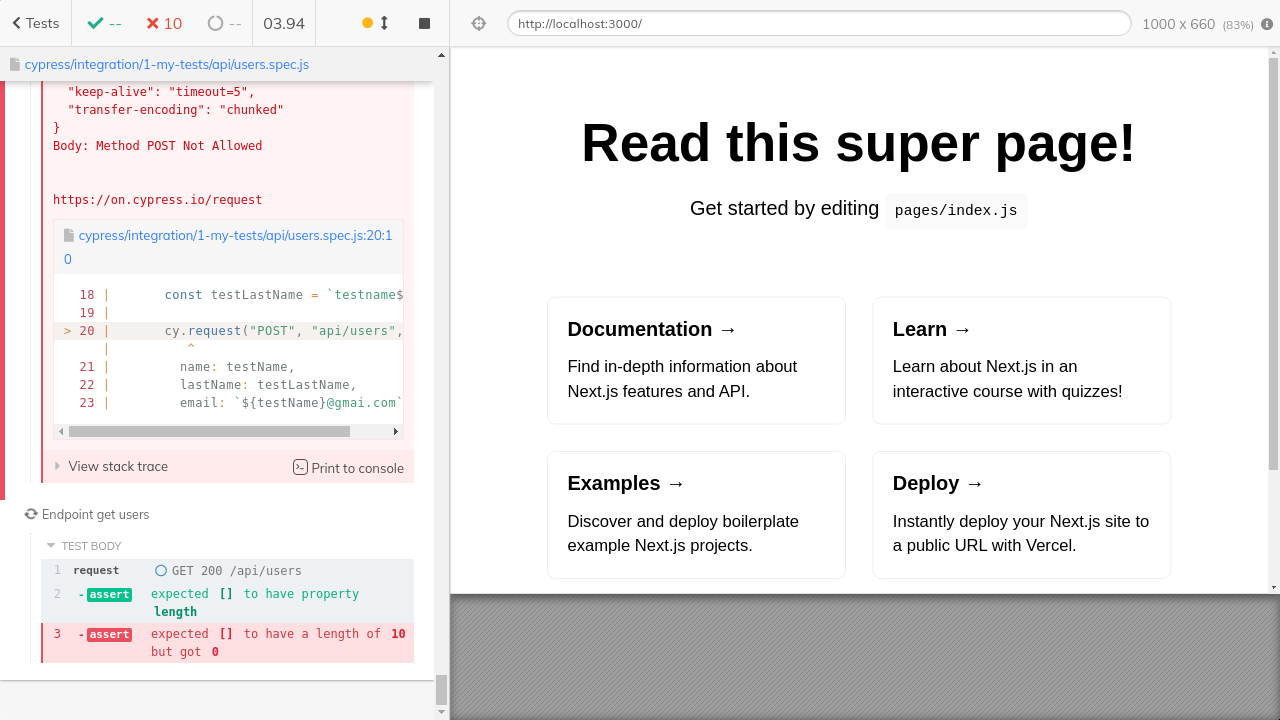 Tests
--
10
--
03.94
http://localhost:3000/
1000 x 660 (83%)
cypress/integration/1-my-tests/api/users.spec.js
"keep-alive": "timeout=5",
"transfer-encoding": "chunked"
}
Body: Method POST Not Allowed
https://on.cypress.io/request
cypress/integration/1-my-tests/api/users.spec.js:20:1
0
18 | const testLastName = `testname$
19 |
> 20 | cy.request("POST", "api/users",
| ^
21 | name: testName,
22 | lastName: testLastName,
23 | email: `${testName}@gmai.com`
View stack trace
Print to console
Endpoint get users
TEST BODY
1 request GET 200 /api/users
2 -assert expected [] to have property
length
3 -assert expected [] to have a length of 10
but got 0
Read this super page!
Get started by editing pages/index.js
Documentation →
Find in-depth information about
Next.js features and API.
Learn →
Learn about Next.js in an
interactive course with quizzes!
Examples →
Discover and deploy boilerplate
example Next.js projects.
Deploy →
Instantly deploy your Next.js site to
a public URL with Vercel.